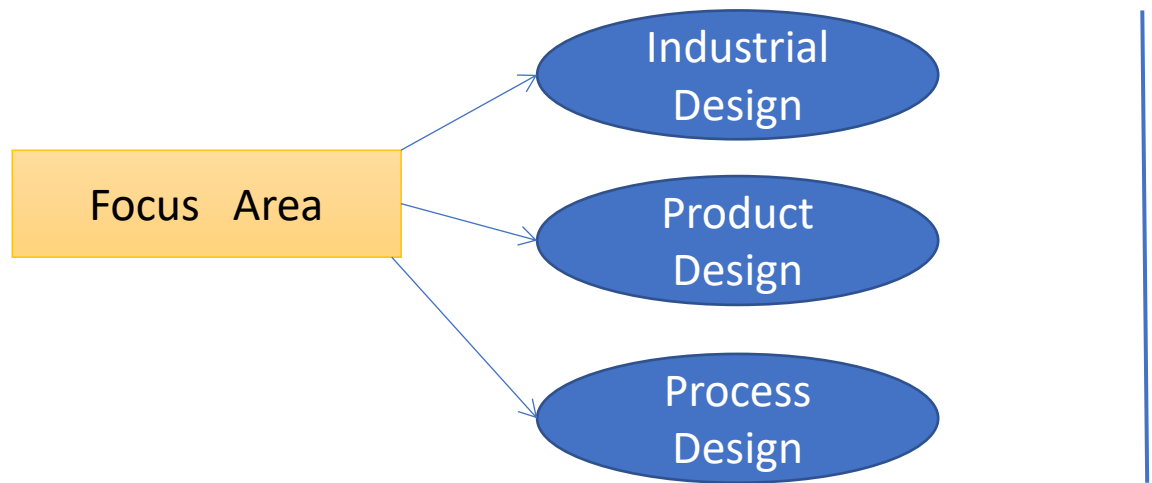 Industrial
Design
Focus Area
Product
Design
Process
Design